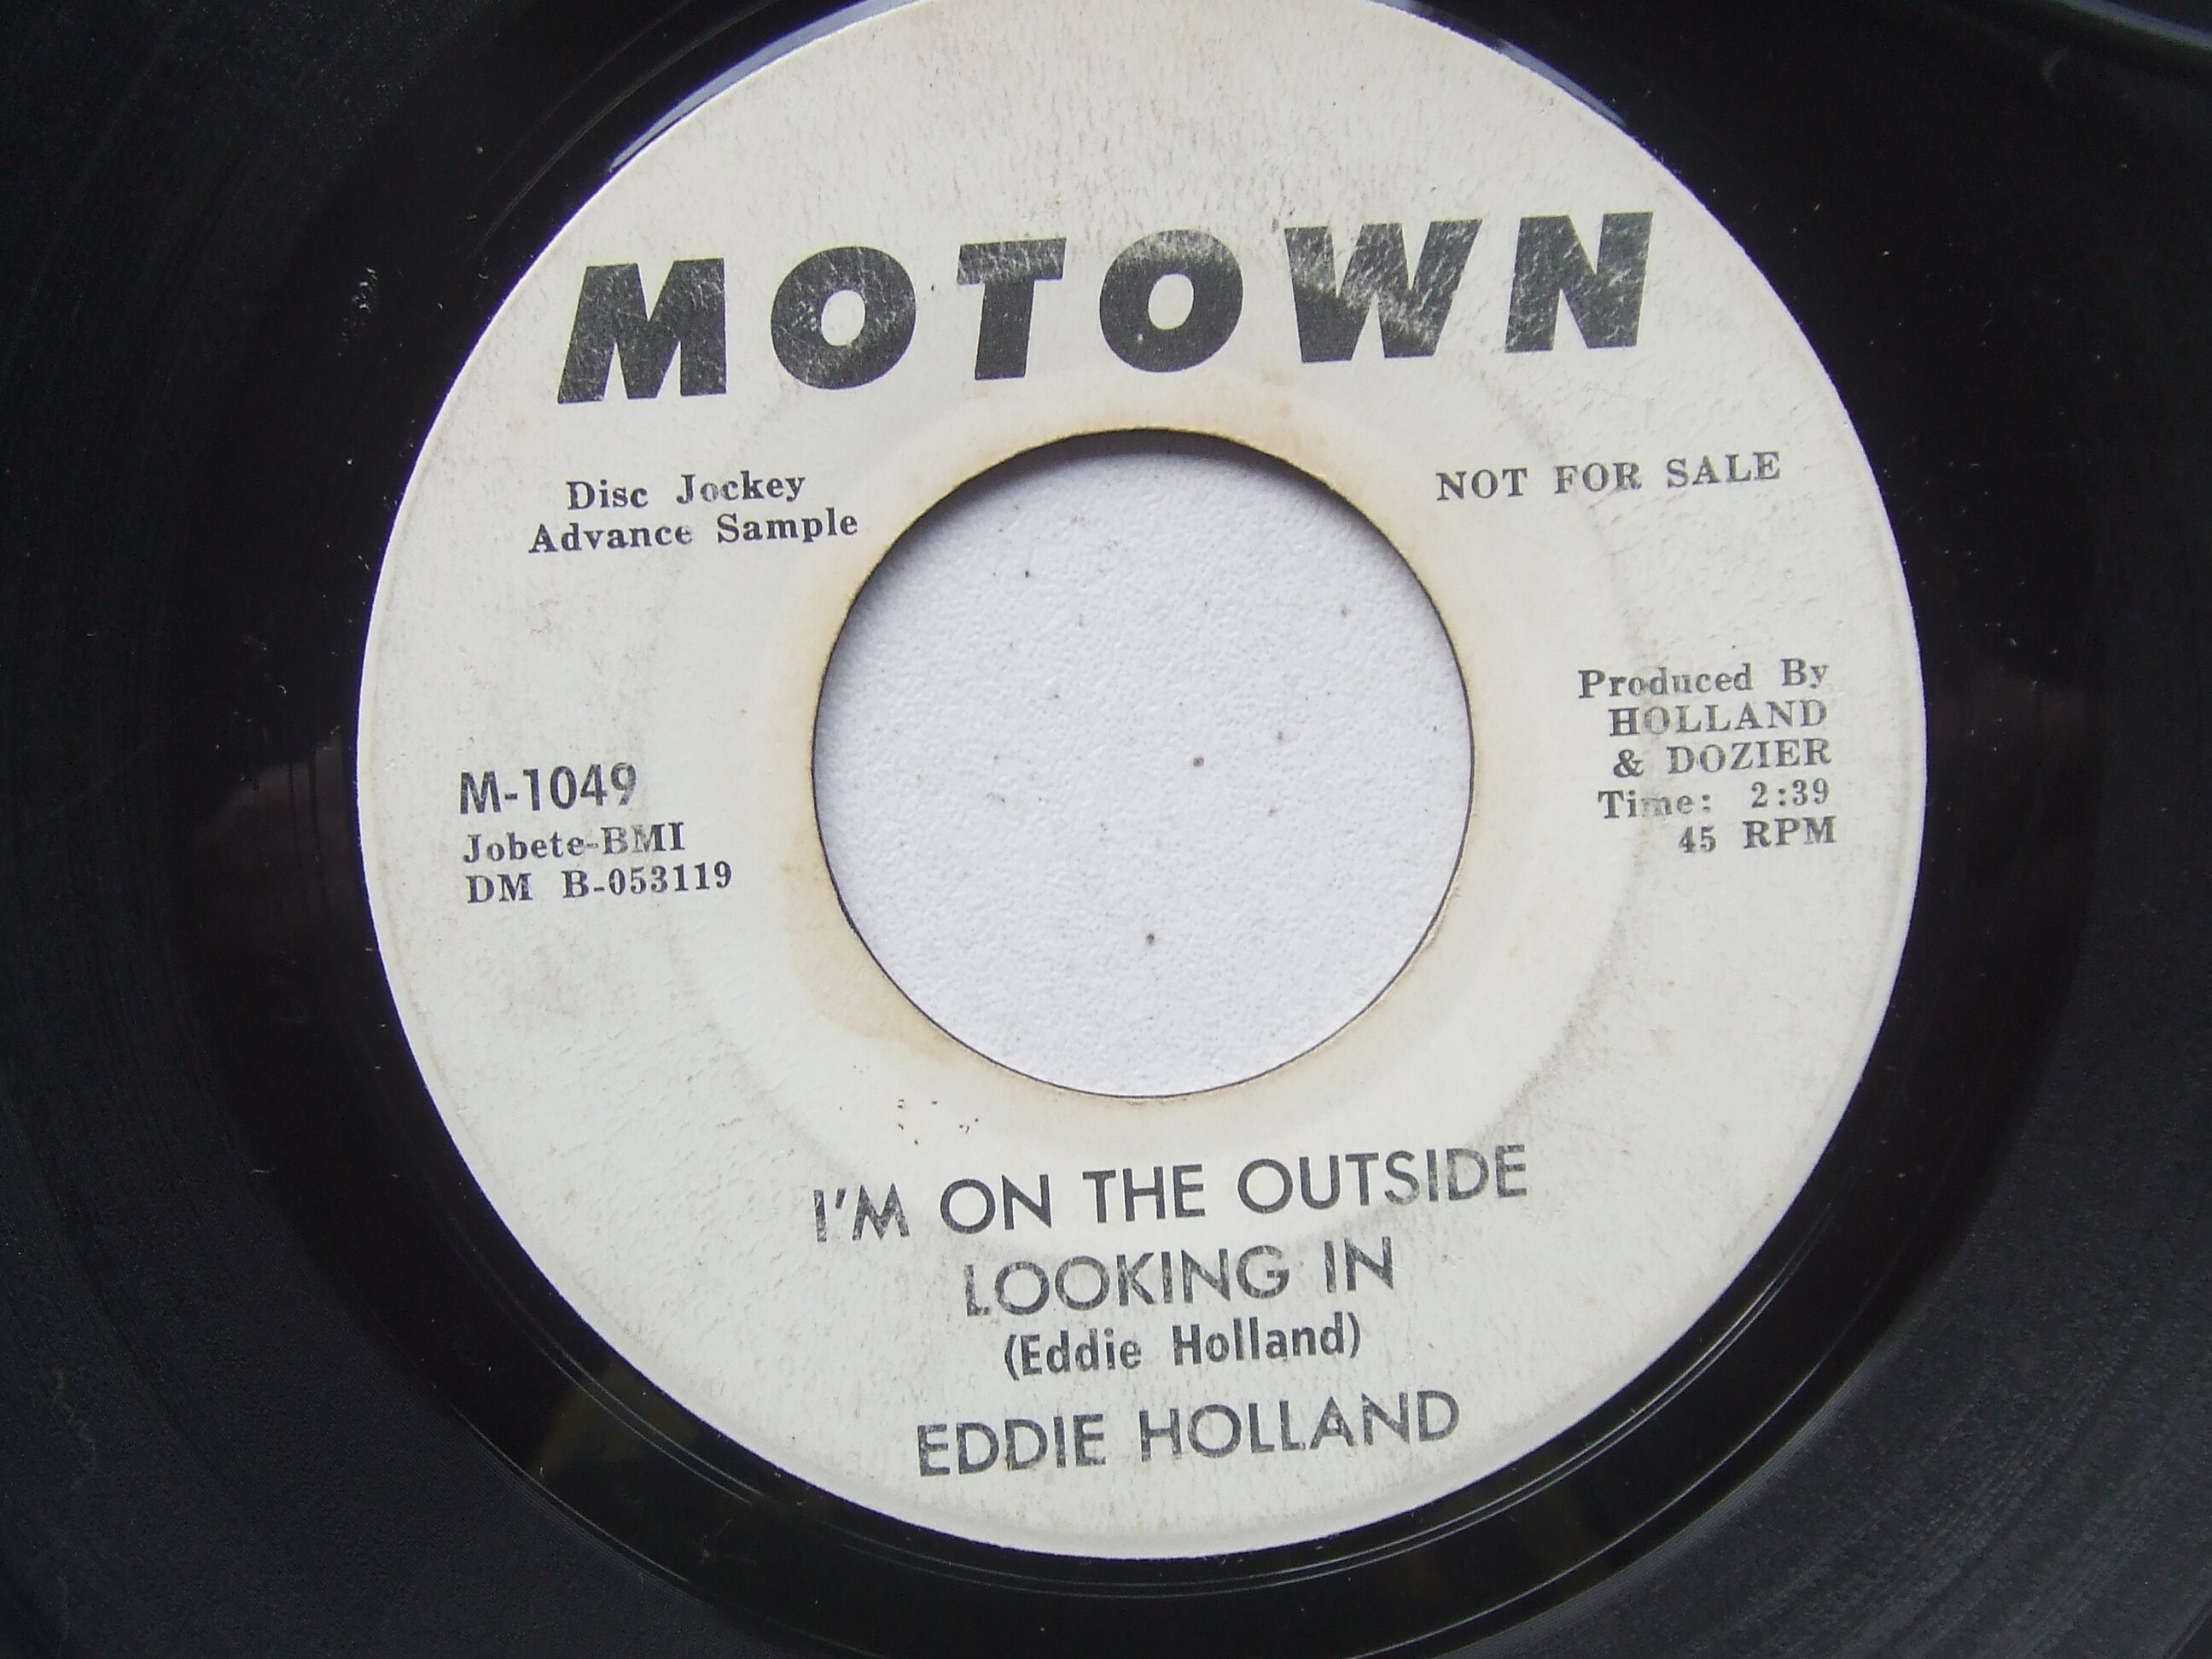 MOTOWN
Disc Jockey
Advance Sample
NOT FOR SALE
M-1049
Jobete-BMI
DM B-053119
Produced By
HOLLAND
& DOZIER
Time: 2:39
45 RPM
I'M ON THE OUTSIDE
LOOKING IN
(Eddie Holland)
EDDIE HOLLAND